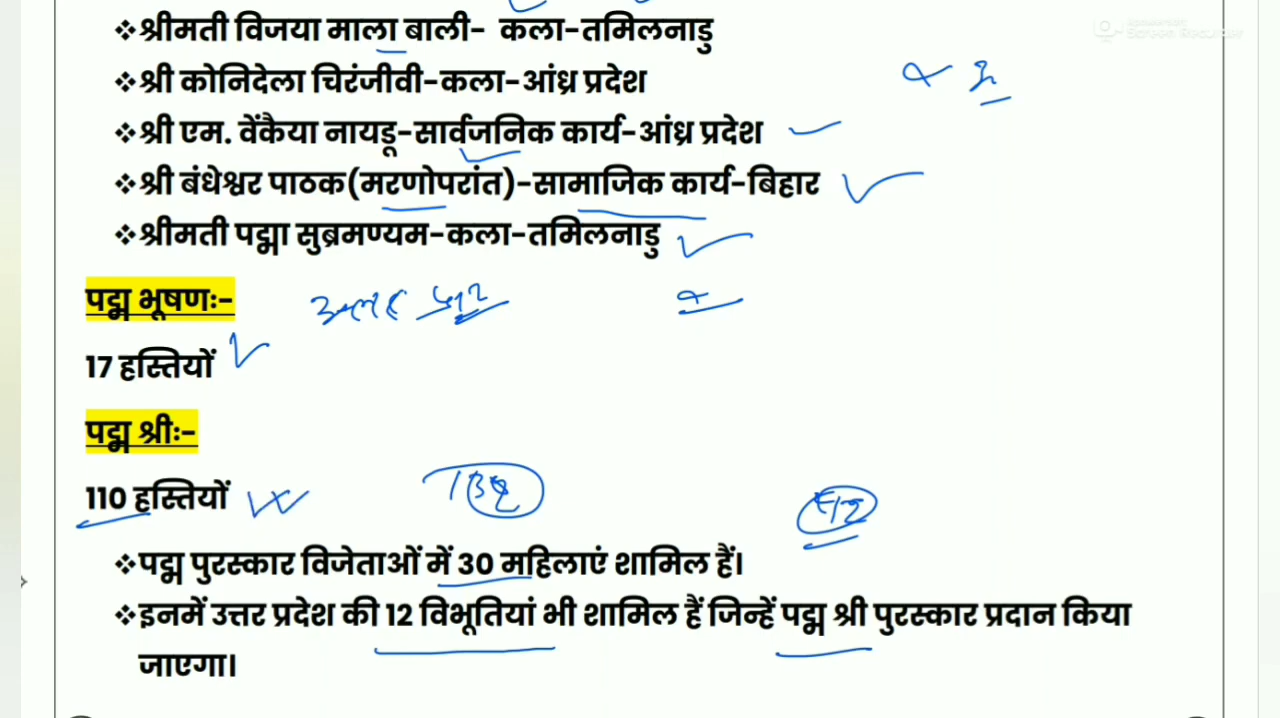 ❖श्रीमती विजया माला बाली- कला-तमिलनाडु
Screen Recorder
❖श्री कोनिदेला चिरंजीवी-कला-आंध्र प्रदेश
❖श्री एम. वेंकैया नायडू-सार्वजनिक कार्य-आंध्र प्रदेश
❖श्री बंधेश्वर पाठक(मरणोपरांत)-सामाजिक कार्य-बिहार
❖श्रीमती पद्मा सुब्रमण्यम-कला-तमिलनाडु
पद्म भूषणः-
17 हस्तियों
पद्म श्रीः-
110 हस्तियों
❖पद्म पुरस्कार विजेताओं में 30 महिलाएं शामिल हैं।
❖इनमें उत्तर प्रदेश की 12 विभूतियां भी शामिल हैं जिन्हें पद्म श्री पुरस्कार प्रदान किया
जाएगा।